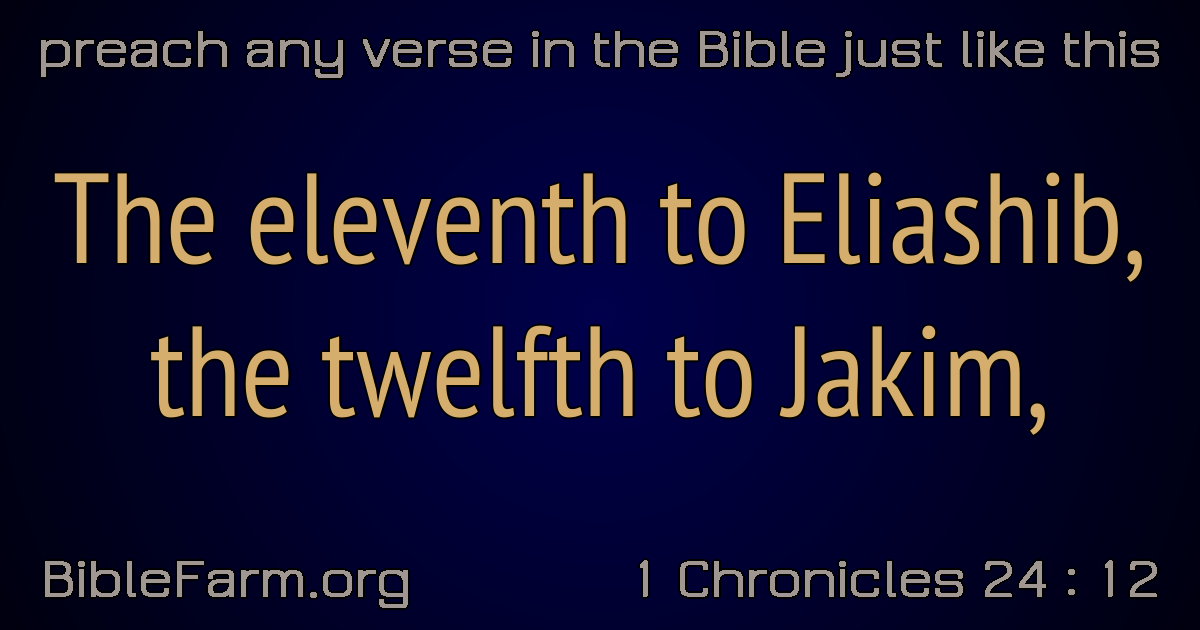 preach any verse in the Bible just like this
The eleventh to Eliashib,
the twelfth to Jakim,
BibleFarm.org
1 Chronicles 24 : 12